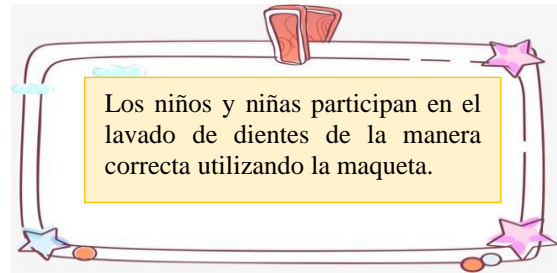 Los niños y niñas participan en el
lavado de dientes de la manera
correcta utilizando la maqueta.